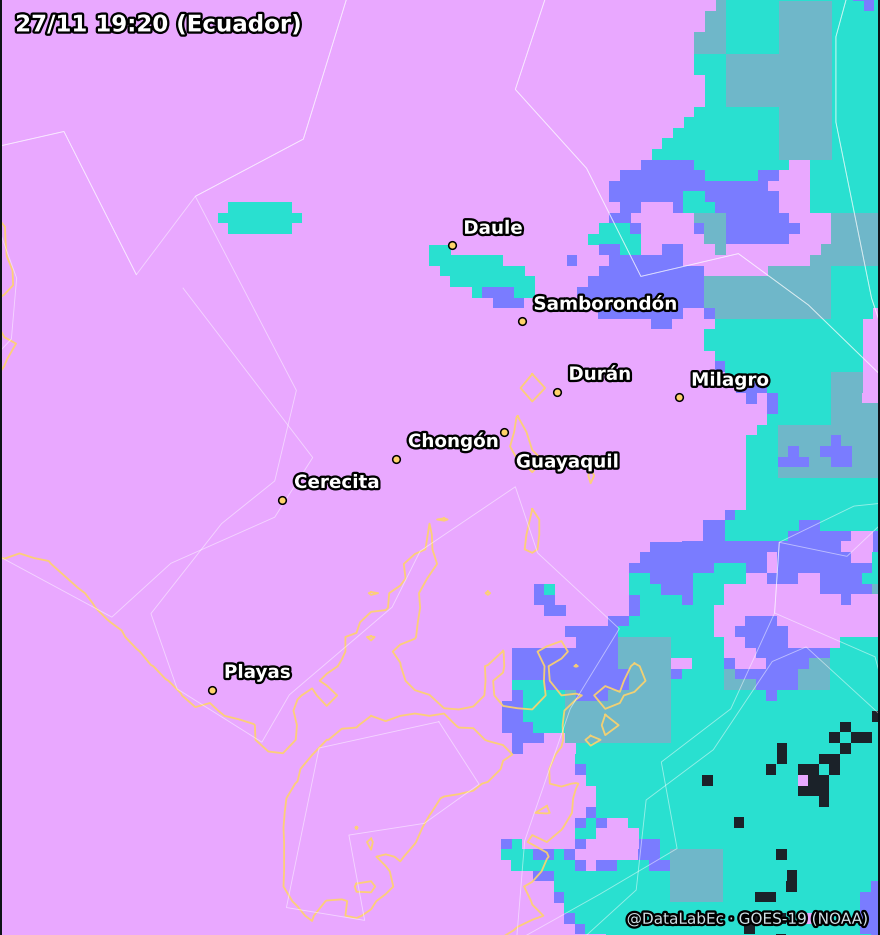 27/11 19:20 (Ecuador)
Daule
Samborondón
Durán
Milagro
Chongón
Guayaquil
Cerecita
Playas
@DataLabEc · GOES-19 (NOAA)